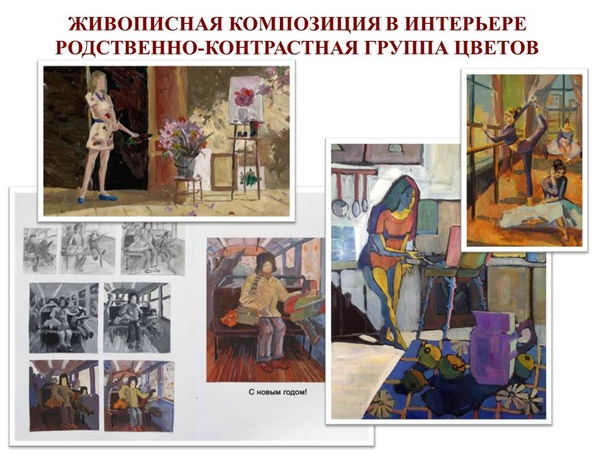 ЖИВОПИСНАЯ КОМПОЗИЦИЯ В ИНТЕРЬЕРЕ
РОДСТВЕННО-КОНТРАСТНАЯ ГРУППА ЦВЕТОВ
С новым годом!